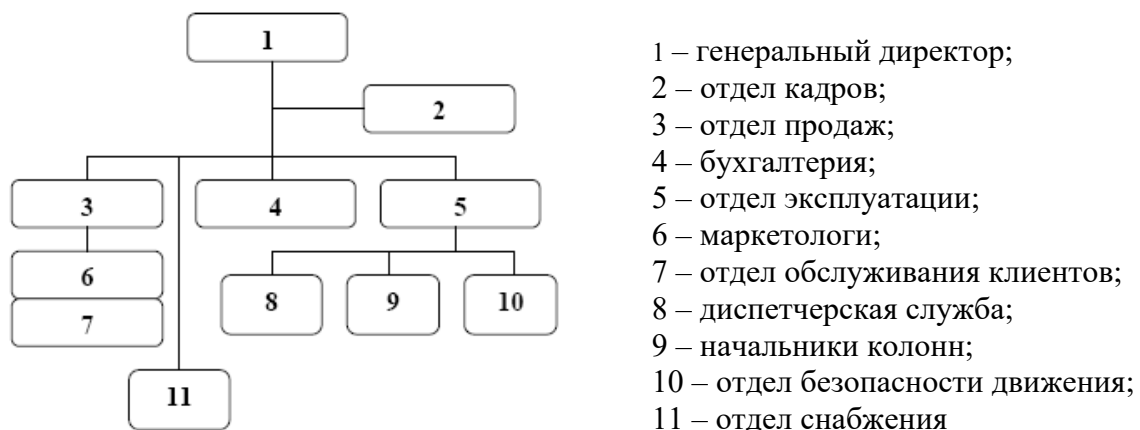 1
2
3
4
5
6
7
8
9
10
11
1 – генеральный директор;
2 – отдел кадров;
3 – отдел продаж;
4 – бухгалтерия;
5 – отдел эксплуатации;
6 – маркетологи;
7 – отдел обслуживания клиентов;
8 – диспетчерская служба;
9 – начальники колонн;
10 – отдел безопасности движения;
11 – отдел снабжения